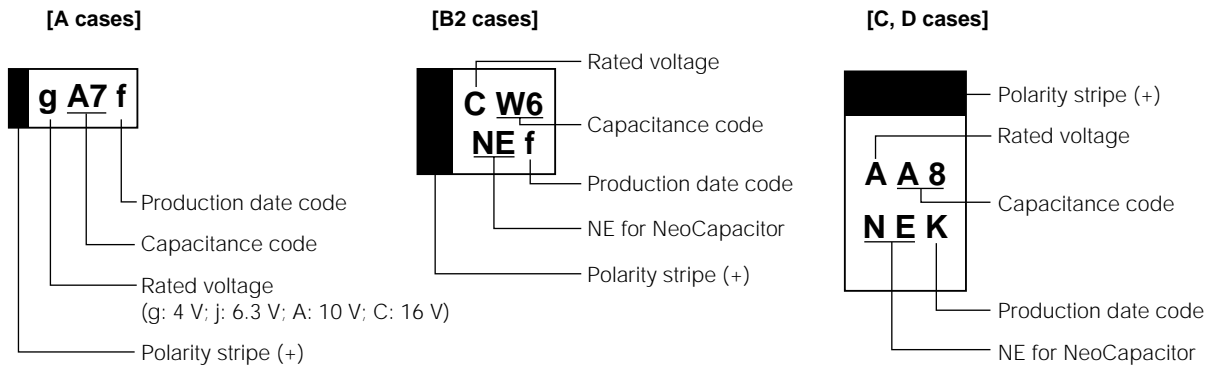 [A cases]
g A7 f
Production date code
Capacitance code
Rated voltage
(g: 4 V; j: 6.3 V; A: 10 V; C: 16 V)
Polarity stripe (+)
[B2 cases]
C W6
NE f
Rated voltage
Capacitance code
Production date code
NE for NeoCapacitor
Polarity stripe (+)
[C, D cases]
A A 8
N E K
Polarity stripe (+)
Rated voltage
Capacitance code
Production date code
NE for NeoCapacitor